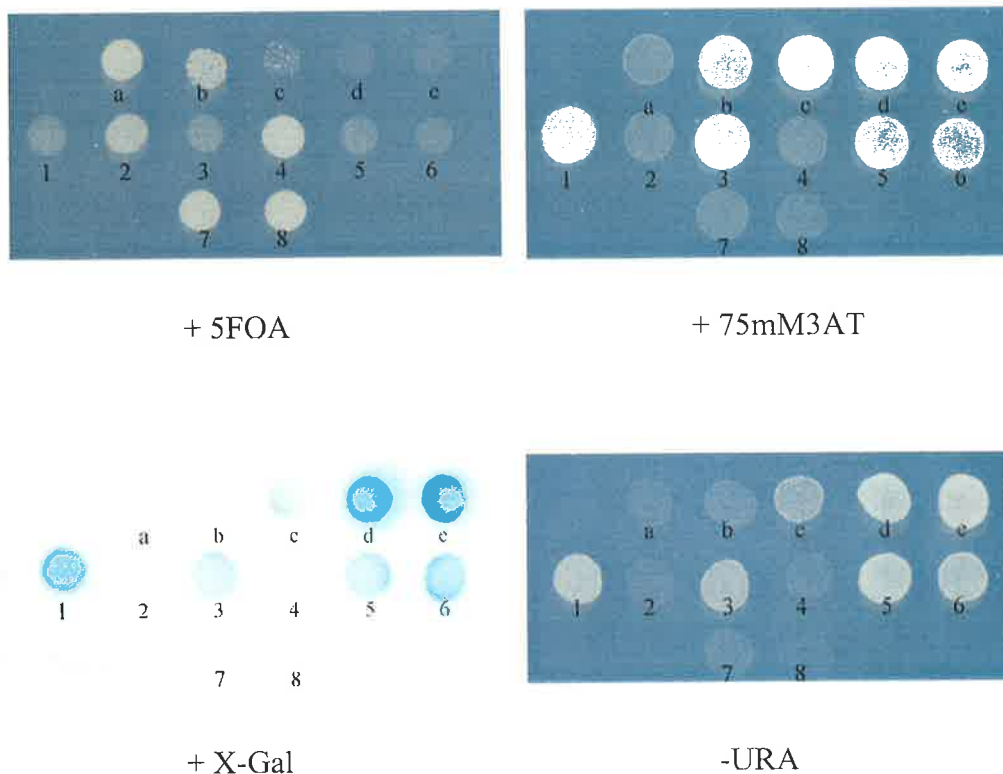 a b c d e
1 2 3 4 5 6
7 8
+ 5FOA
a b c d e
1 2 3 4 5 6
7 8
+ 75mM3AT
a b c d e
1 2 3 4 5 6
7 8
+ X-Gal
a b c d e
1 2 3 4 5 6
7 8
-URA